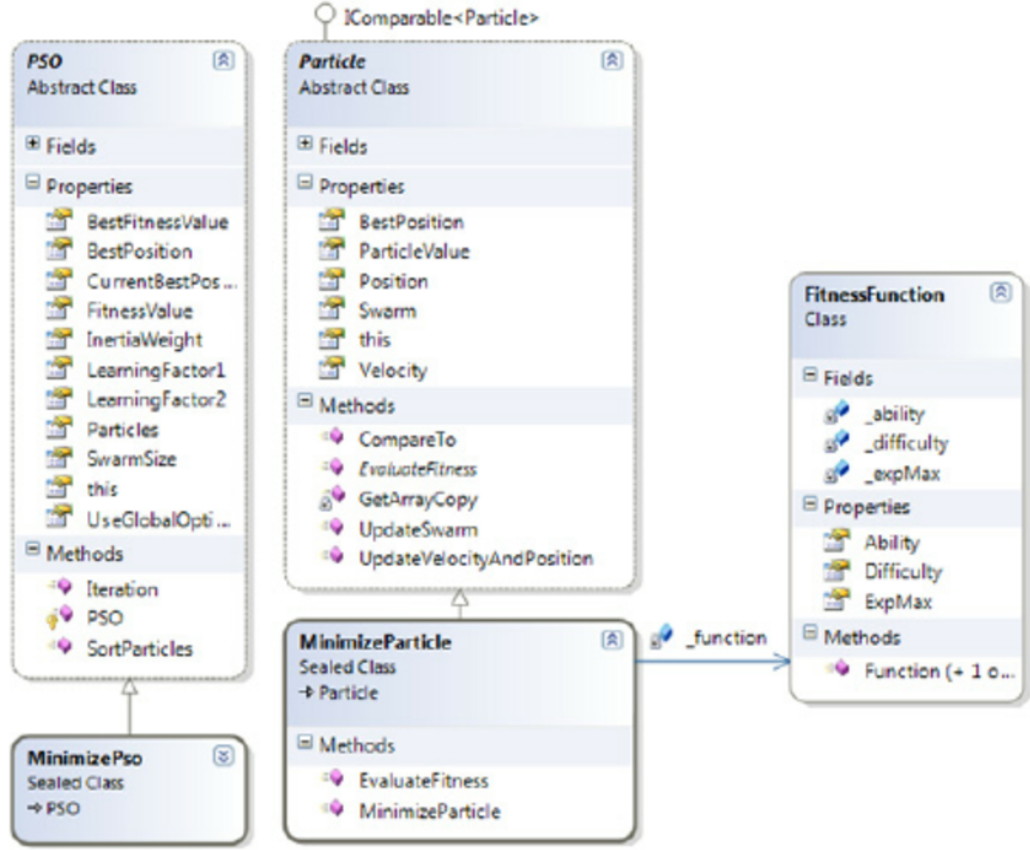 IComparable<Particle>
PSO
Abstract Class
Fields
Properties
BestFitnessValue
BestPosition
CurrentBestPos...
FitnessValue
InertiaWeight
LearningFactor1
LearningFactor2
Particles
SwarmSize
this
UseGlobalOpti...
Methods
Iteration
PSO
SortParticles
MinimizePso
Sealed Class
PSO
Particle
Abstract Class
Fields
Properties
BestPosition
ParticleValue
Position
Swarm
this
Velocity
Methods
CompareTo
EvaluateFitness
GetArrayCopy
UpdateSwarm
UpdateVelocityAndPosition
MinimizeParticle
Sealed Class
Particle
Methods
EvaluateFitness
MinimizeParticle
_function
FitnessFunction
Class
Fields
_ability
_difficulty
_expMax
Properties
Ability
Difficulty
ExpMax
Methods
Function (+ 1 o...